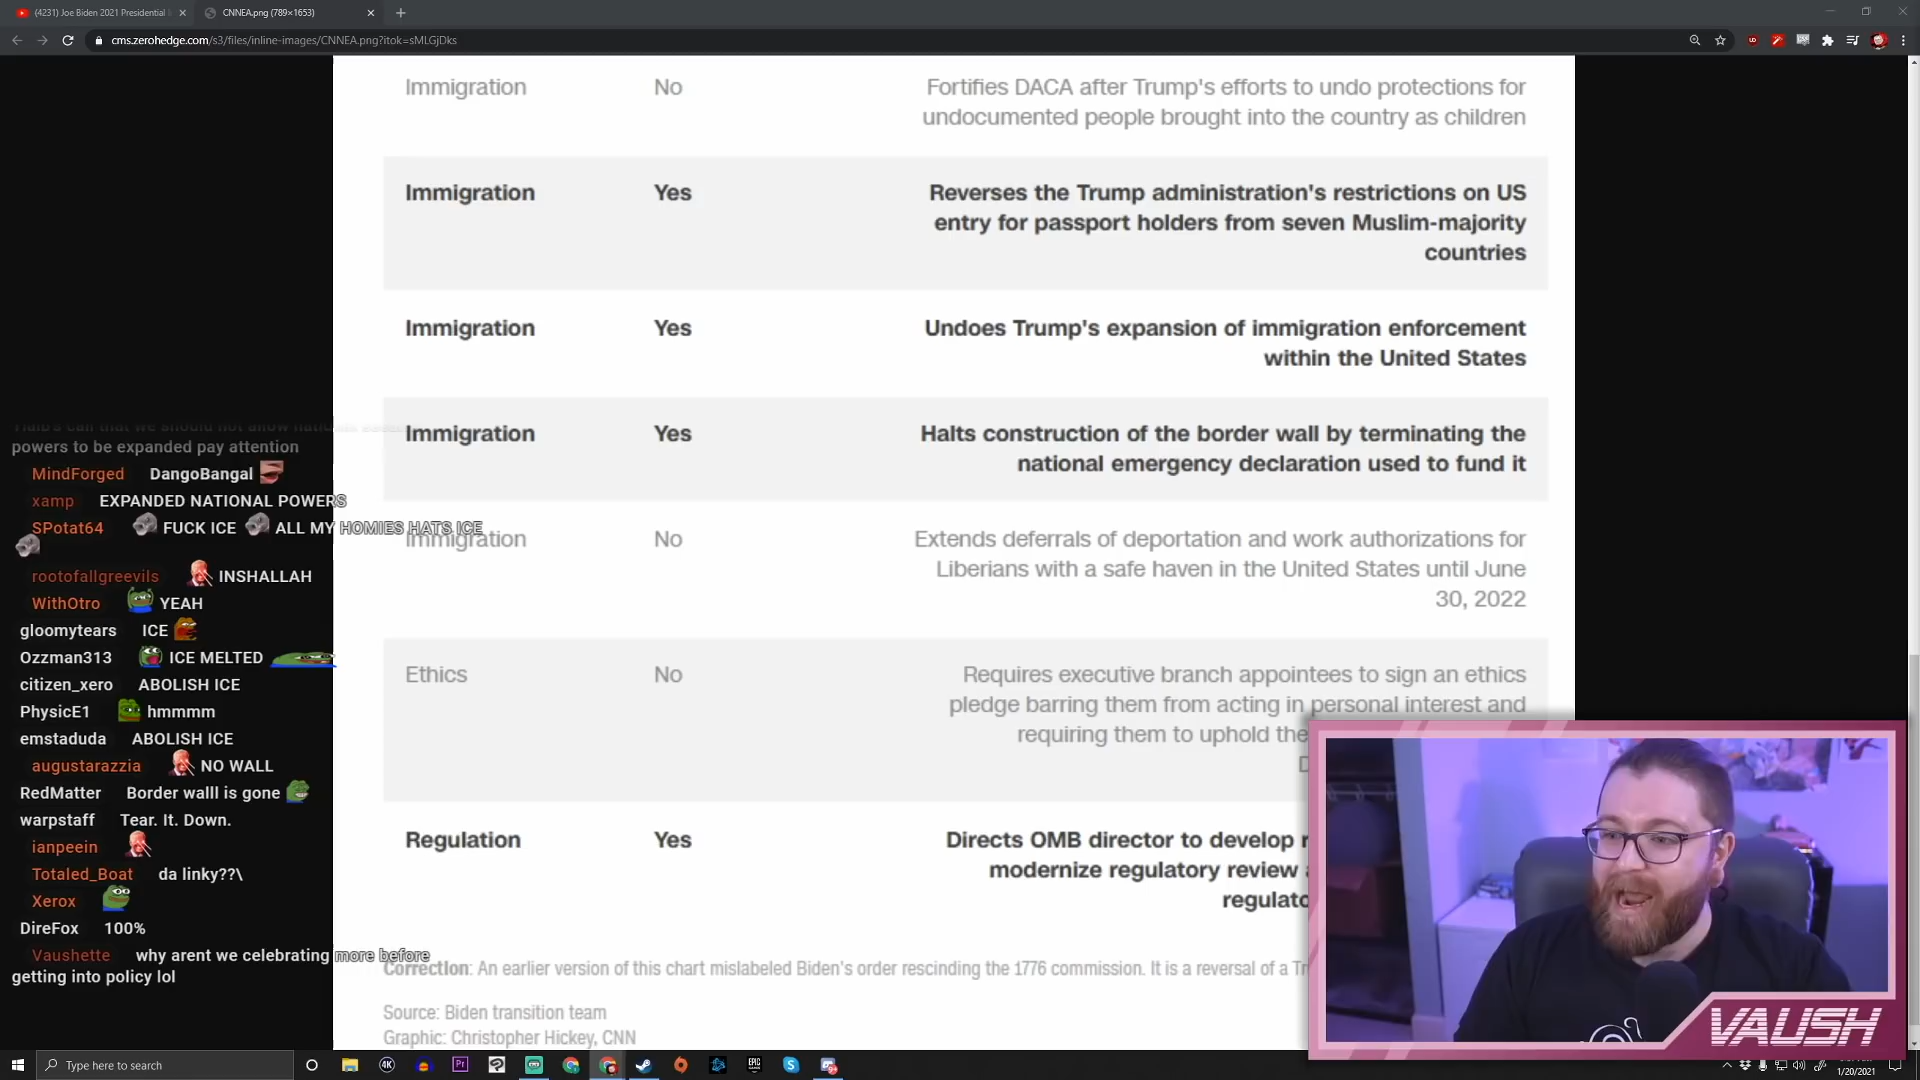 (4231) Joe Biden 2021 Presidential
CNNEA.png (789×1653)
cms.zerohedge.com/s3/files/inline-images/CNNEA.png?itok=sMLGjDks
Immigration No Fortifies DACA after Trump's efforts to undo protections for
undocumented people brought into the country as children
Immigration Yes Reverses the Trump administration's restrictions on US
entry for passport holders from seven Muslim-majority
countries
Immigration Yes Undoes Trump's expansion of immigration enforcement
within the United States
Immigration Yes Halts construction of the border wall by terminating the
national emergency declaration used to fund it
Immigration No Extends deferrals of deportation and work authorizations for
Liberians with a safe haven in the United States until June
30, 2022
Ethics No Requires executive branch appointees to sign an ethics
pledge barring them from acting in personal interest and
requiring them to uphold the
Regulation Yes Directs OMB director to develop
modernize regulatory review
Correction: An earlier version of this chart mislabeled Biden's order rescinding the 1776 commission. It is a reversal of a
Source: Biden transition team
Graphic: Christopher Hickey, CNN
call that we should not allow
powers to be expanded pay attention
MindForged DangoBangal
xamp EXPANDED NATIONAL POWERS
SPotat64 FUCK ICE ALL MY HOMIES HATS ICE
rootofallgreevils INSHALLAH
WithOtro YEAH
gloomytears ICE
Ozzman313 ICE MELTED
citizen_xero ABOLISH ICE
PhysicE1 hmmmm
emstaduda ABOLISH ICE
augustarazzia NO WALL
RedMatter Border walll is gone
warpstaff Tear. It. Down.
ianpeein
Totaled_Boat da linky??\
Xerox
DireFox 100%
Vaushette why arent we celebrating more before
getting into policy lol
VAUSH
Type here to search
4K
Pr
EPIC
1/20/2021